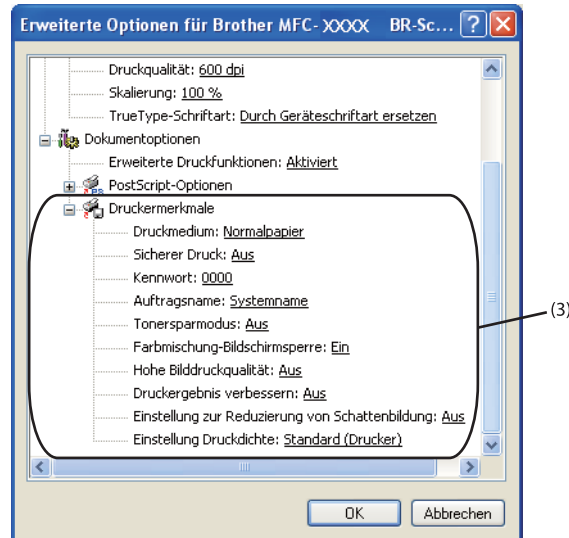 Erweiterte Optionen für Brother MFC- XXXX BR-Sc...
Druckqualität: 600 dpi
Skalierung: 100 %
TrueType-Schriftart: Durch Geräteschriftart ersetzen
Dokumentoptionen
Erweiterte Druckfunktionen: Aktiviert
PostScript-Optionen
Druckermerkmale
Druckmedium: Normalpapier
Sicherer Druck: Aus
Kennwort: 0000
Auftragsname: Systemname
(3)
Tonersparmodus: Aus
Farbmischung-Bildschirmsperre: Ein
Hohe Bilddruckqualität: Aus
Druckergebnis verbessern: Aus
Einstellung zur Reduzierung von Schattenbildung: Aus
Einstellung Druckdichte: Standard (Drucker)
OK Abbrechen